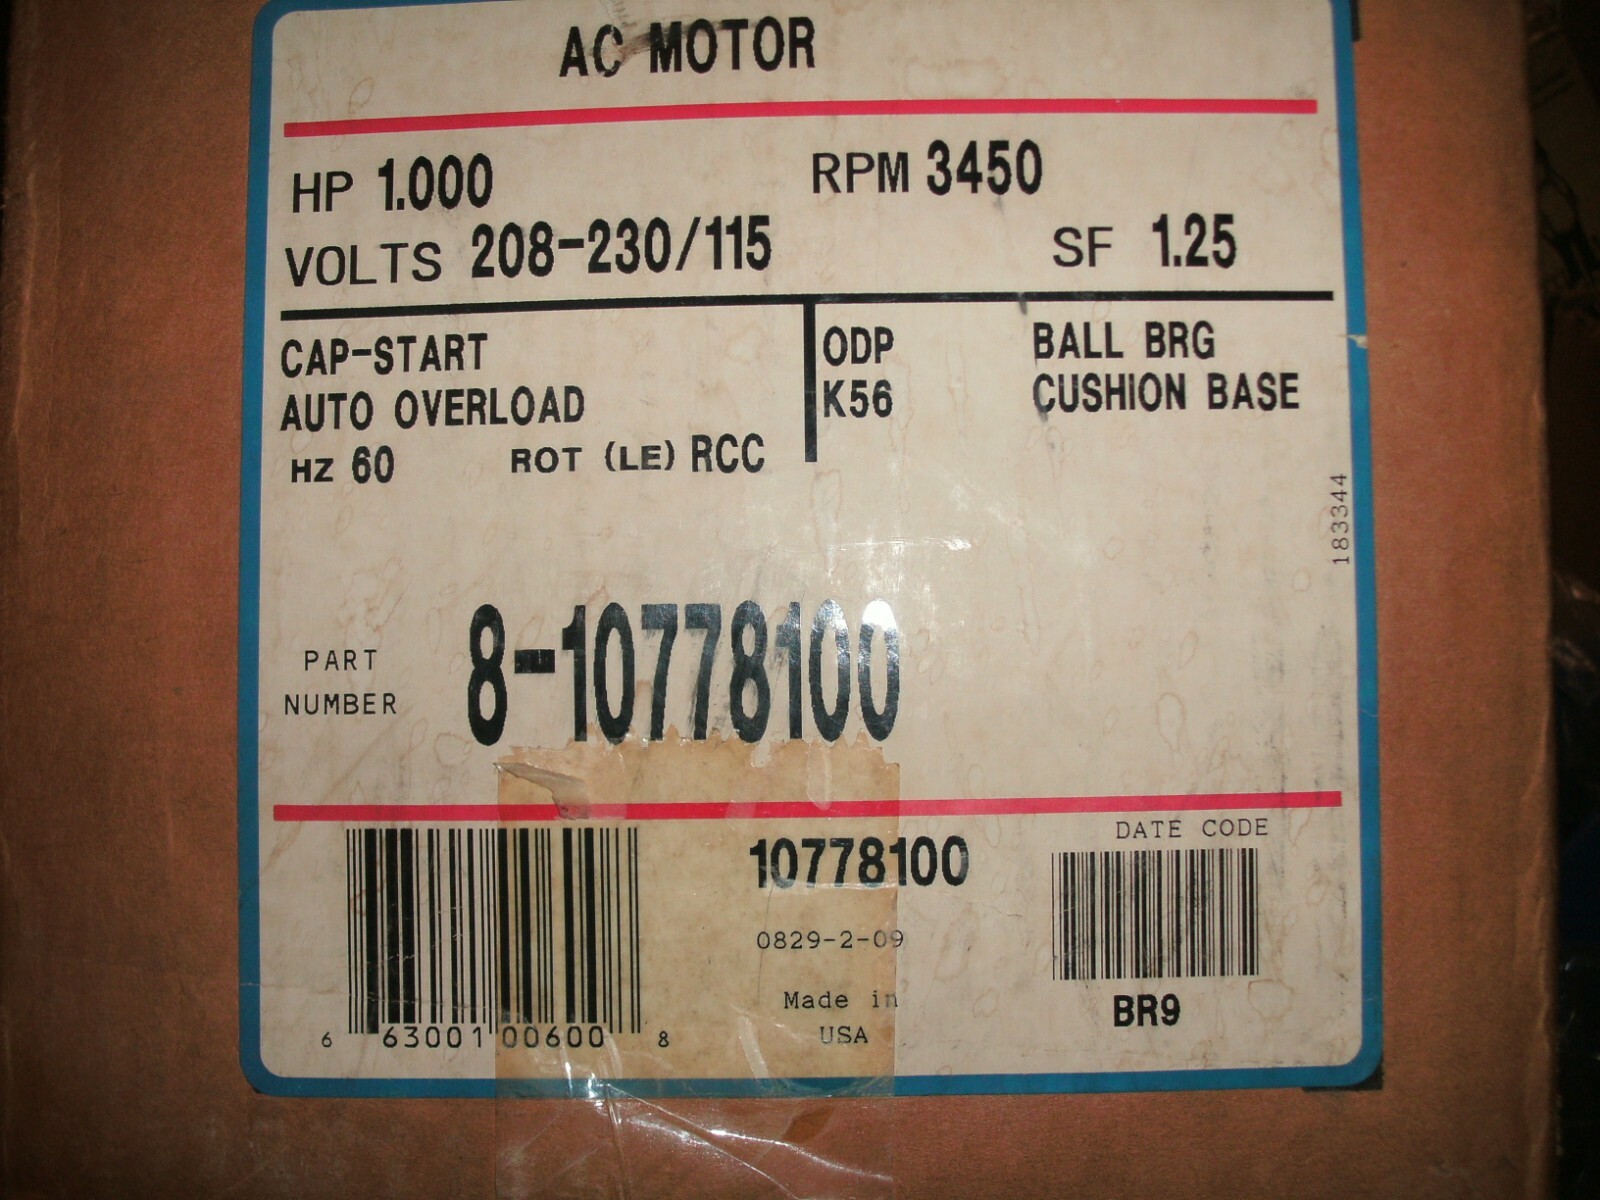 AC MOTOR
HP 1.000 RPM 3450
VOLTS 208-230/115 SF 1.25
CAP-START ODP BALL BRG
AUTO OVERLOAD K56 CUSHION BASE
HZ 60 ROT (LE) RCC
183344
PART NUMBER 8-10778100
DATE CODE
10778100
0829-2-09
Made in
USA
BR9
6 63001 00600 8